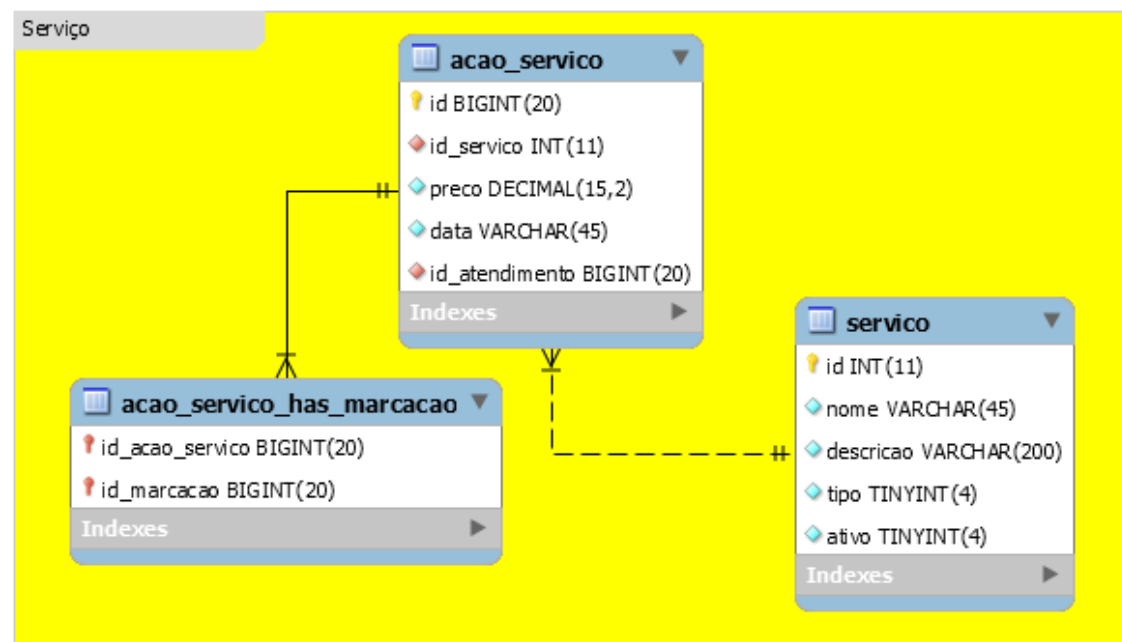 Serviço
acao_servico
id BIGINT(20)
id_servico INT(11)
preco DECIMAL(15,2)
data VARCHAR(45)
id_atendimento BIGINT(20)
Indexes
acao_servico_has_marcacao
id_acao_servico BIGINT(20)
id_marcacao BIGINT(20)
Indexes
servico
id INT(11)
nome VARCHAR(45)
descricao VARCHAR(200)
tipo TINYINT(4)
ativo TINYINT(4)
Indexes